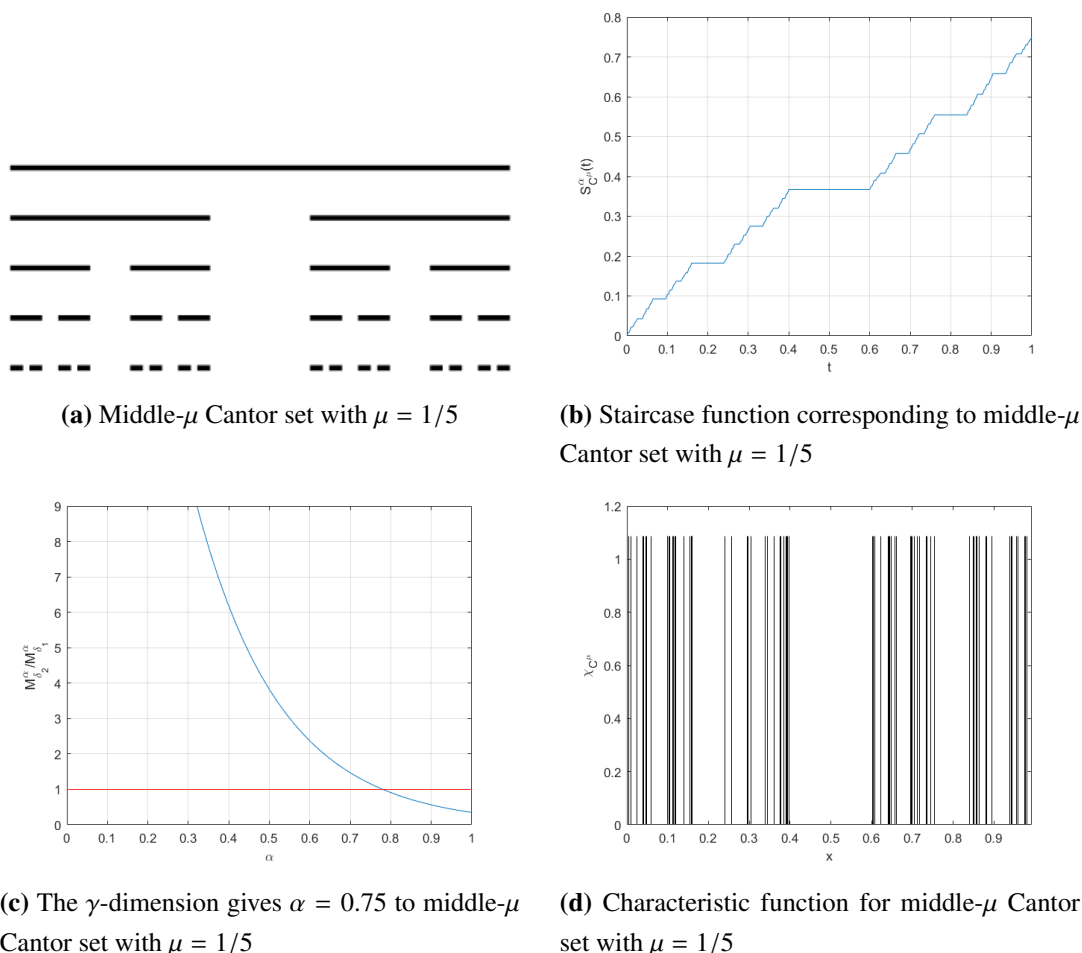 0.8
0.7
0.6
0.5
0.4
0.3
0.2
0.1
0
S^α_{C^μ}(t)
0 0.1 0.2 0.3 0.4 0.5 0.6 0.7 0.8 0.9 1
t
(a) Middle-μ Cantor set with μ = 1/5
(b) Staircase function corresponding to middle-μ
Cantor set with μ = 1/5
9
8
7
6
5
4
3
2
1
0
M^α_{δ_2}/M^α_{δ_1}
0 0.1 0.2 0.3 0.4 0.5 0.6 0.7 0.8 0.9 1
α
1.2
1
0.8
0.6
0.4
0.2
0
χ_{C^μ}
0 0.1 0.2 0.3 0.4 0.5 0.6 0.7 0.8 0.9
x
(c) The γ-dimension gives α = 0.75 to middle-μ
Cantor set with μ = 1/5
(d) Characteristic function for middle-μ Cantor
set with μ = 1/5